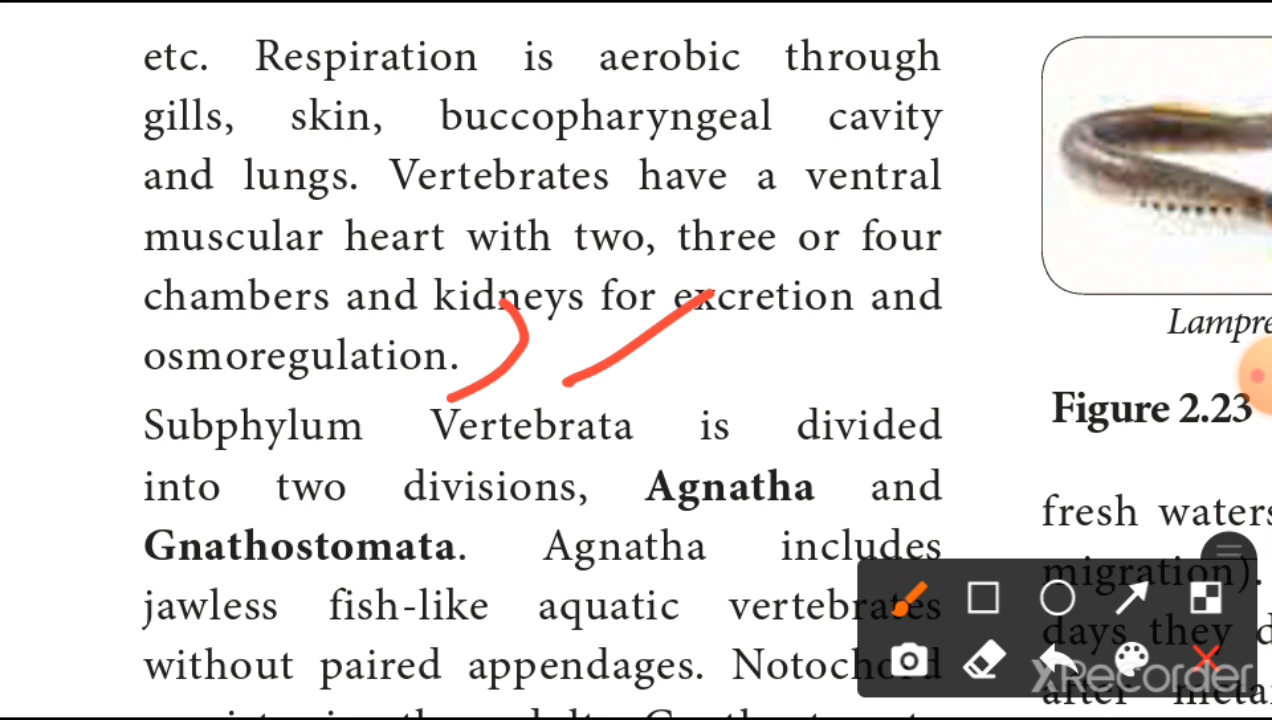 etc. Respiration is aerobic through
gills, skin, buccopharyngeal cavity
and lungs. Vertebrates have a ventral
muscular heart with two, three or four
chambers and kidneys for excretion and
osmoregulation.
Subphylum Vertebrata is divided
into two divisions, Agnatha and
Gnathostomata. Agnatha includes
jawless fish-like aquatic vertebrates
without paired appendages. Notochord
Lampre
Figure 2.23
fresh waters
migration).
days they d
after
XRecorder